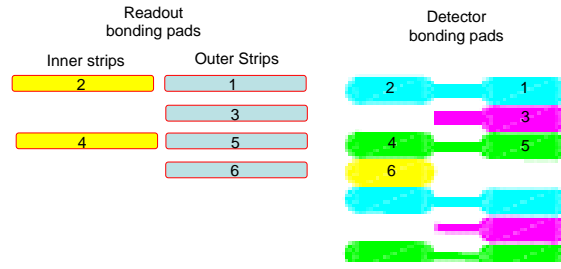 Readout
bonding pads
Inner strips
Outer Strips
2
1
3
4
5
6
Detector
bonding pads
2
1
3
4
5
6